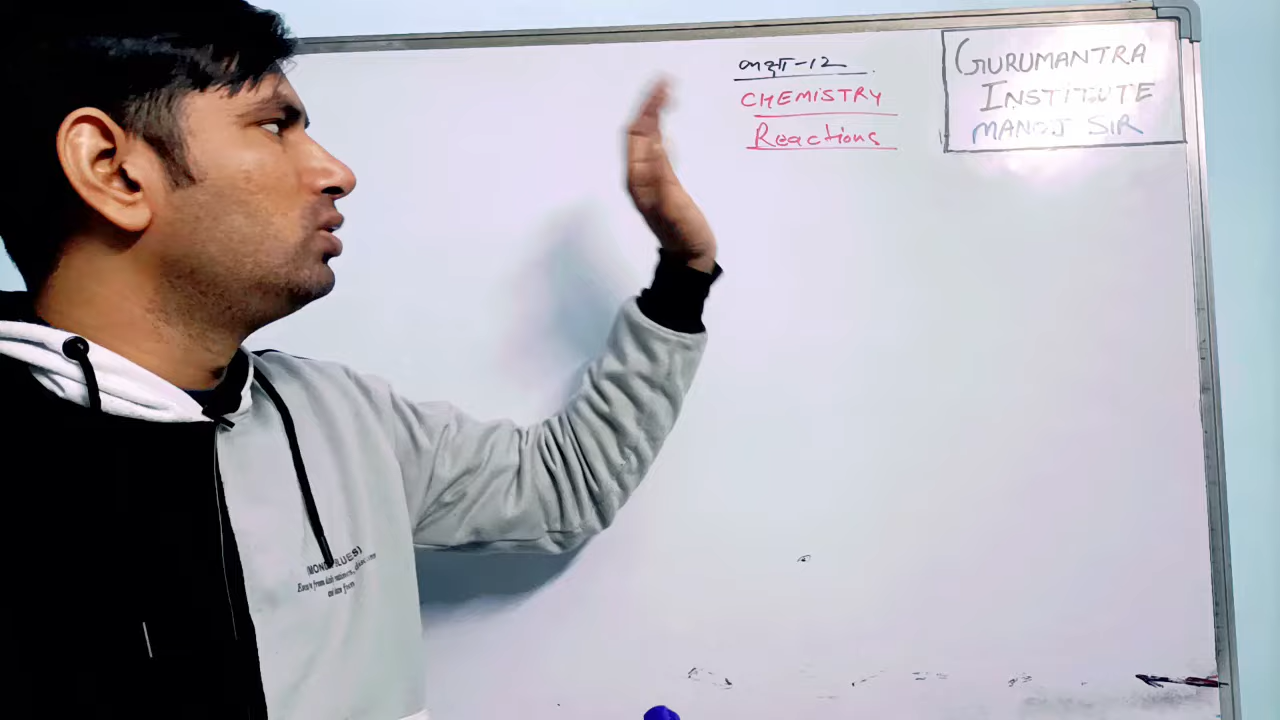 कक्षा-12
CHEMISTRY
Reactions
GURUMANTRA
INSTITUTE
MANOJ SIR